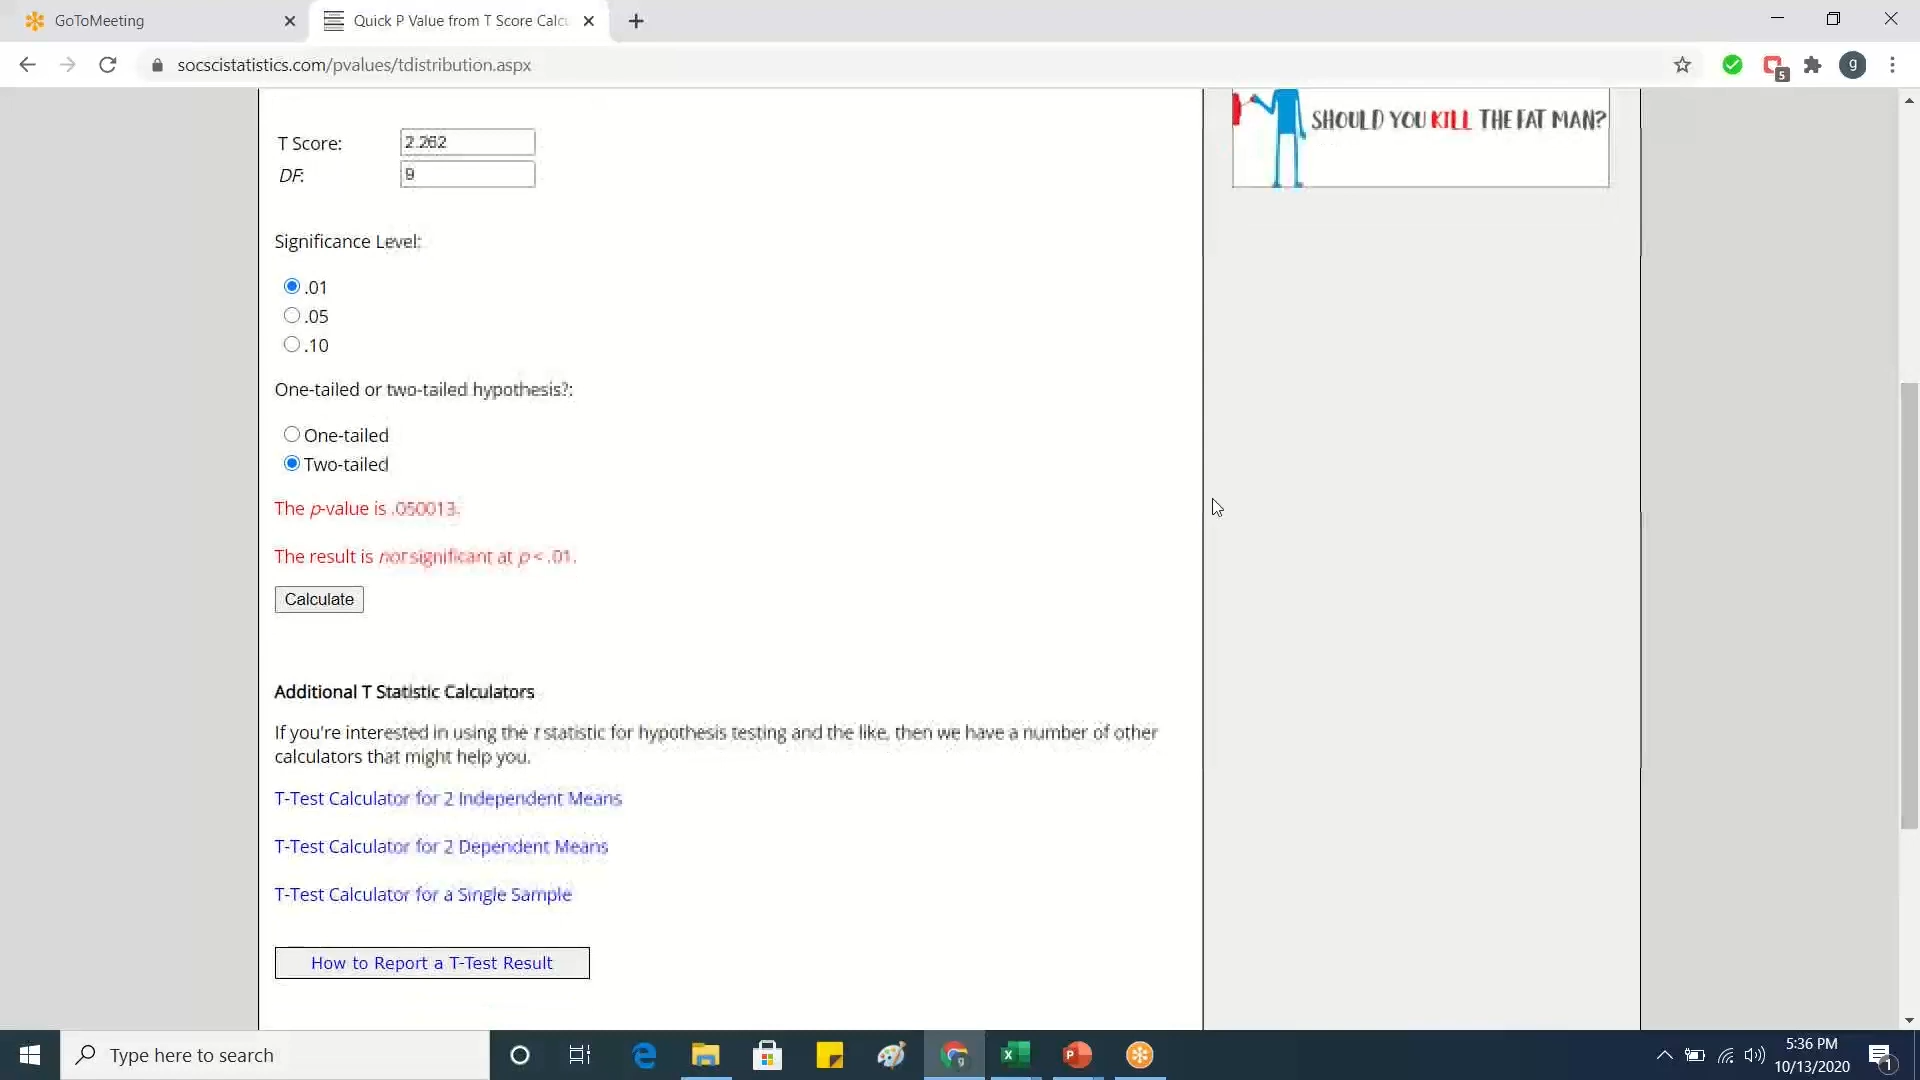 GoToMeeting
Quick P Value from T Score Calcu
socscistatistics.com/pvalues/tdistribution.aspx
5
g
SHOULD YOU KILL THE FAT MAN?
T Score: 2.262
DF: 9
Significance Level:
.01
.05
.10
One-tailed or two-tailed hypothesis?:
One-tailed
Two-tailed
The p-value is .050013.
The result is not significant at p < .01.
Calculate
Additional T Statistic Calculators
If you're interested in using the t statistic for hypothesis testing and the like, then we have a number of other
calculators that might help you.
T-Test Calculator for 2 Independent Means
T-Test Calculator for 2 Dependent Means
T-Test Calculator for a Single Sample
How to Report a T-Test Result
Type here to search
5:36 PM
10/13/2020
1